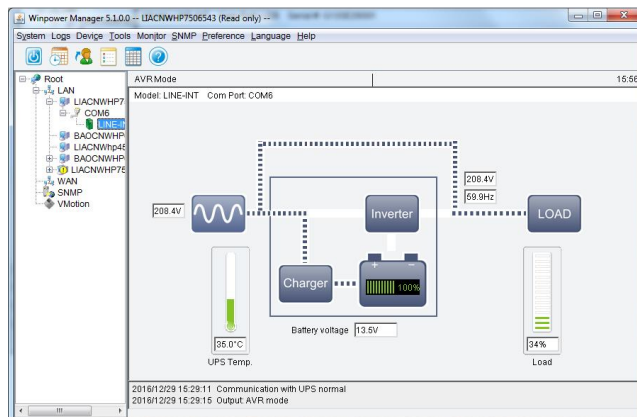 Winpower Manager 5.1.0.0 -- LIACNWHP7506543 (Read only) --
System Logs Device Tools Monitor SNMP Preference Language Help
Root
LAN
LIACNWHP7
COM6
LINE-IN
BAOCNWHP
LIACNWhp45
BAOCNWHP
LIACNWHP75
WAN
SNMP
VMotion
AVR Mode
15:56
Model: LINE-INT Com Port: COM6
208.4V
208.4V
59.9Hz
Inverter
LOAD
Charger
+ −
100%
Battery voltage 13.5V
35.0°C
UPS Temp.
34%
Load
2016/12/29 15:29:11 Communication with UPS normal
2016/12/29 15:29:15 Output: AVR mode